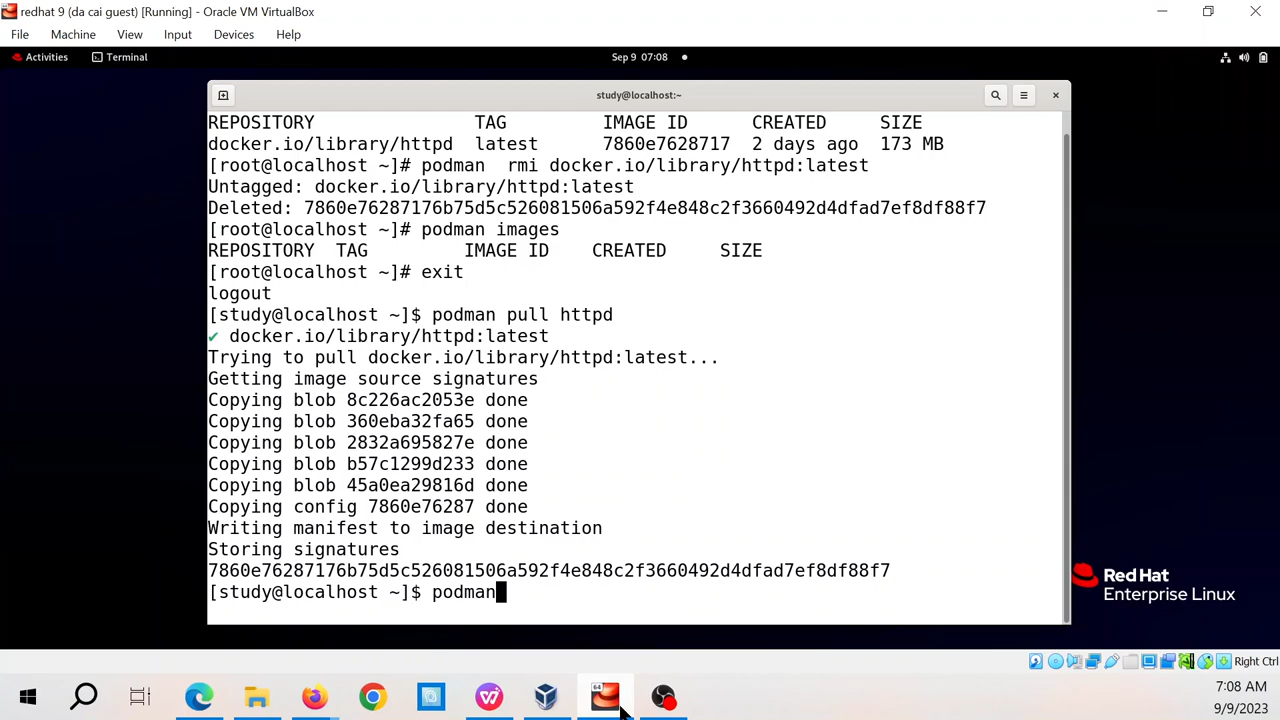 redhat 9 (da cai guest) [Running] - Oracle VM VirtualBox
File Machine View Input Devices Help
Activities Terminal Sep 9 07:08
study@localhost:~
REPOSITORY TAG IMAGE ID CREATED SIZE
docker.io/library/httpd latest 7860e7628717 2 days ago 173 MB
[root@localhost ~]# podman  rmi docker.io/library/httpd:latest
Untagged: docker.io/library/httpd:latest
Deleted: 7860e76287176b75d5c526081506a592f4e848c2f3660492d4dfad7ef8df88f7
[root@localhost ~]# podman images
REPOSITORY TAG IMAGE ID CREATED SIZE
[root@localhost ~]# exit
logout
[study@localhost ~]$ podman pull httpd
✔ docker.io/library/httpd:latest
Trying to pull docker.io/library/httpd:latest...
Getting image source signatures
Copying blob 8c226ac2053e done
Copying blob 360eba32fa65 done
Copying blob 2832a695827e done
Copying blob b57c1299d233 done
Copying blob 45a0ea29816d done
Copying config 7860e76287 done
Writing manifest to image destination
Storing signatures
7860e76287176b75d5c526081506a592f4e848c2f3660492d4dfad7ef8df88f7
[study@localhost ~]$ podman
Red Hat
Enterprise Linux
Right Ctrl
64
7:08 AM
9/9/2023